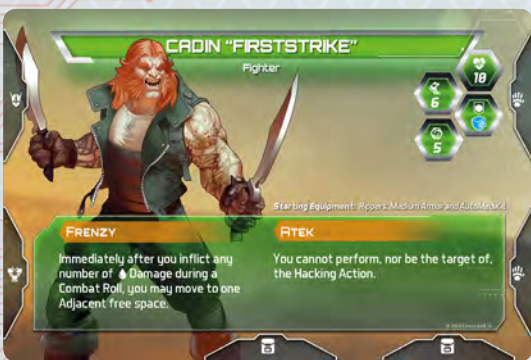 CADIN "FIRSTSTRIKE"
Fighter
10
6
5
Starting Equipment: Rippers, Medium Armor and AutoMedKit
FRENZY
Immediately after you inflict any
number of Damage during a
Combat Roll, you may move to one
Adjacent free space.
ATEK
You cannot perform, nor be the target of,
the Hacking Action.